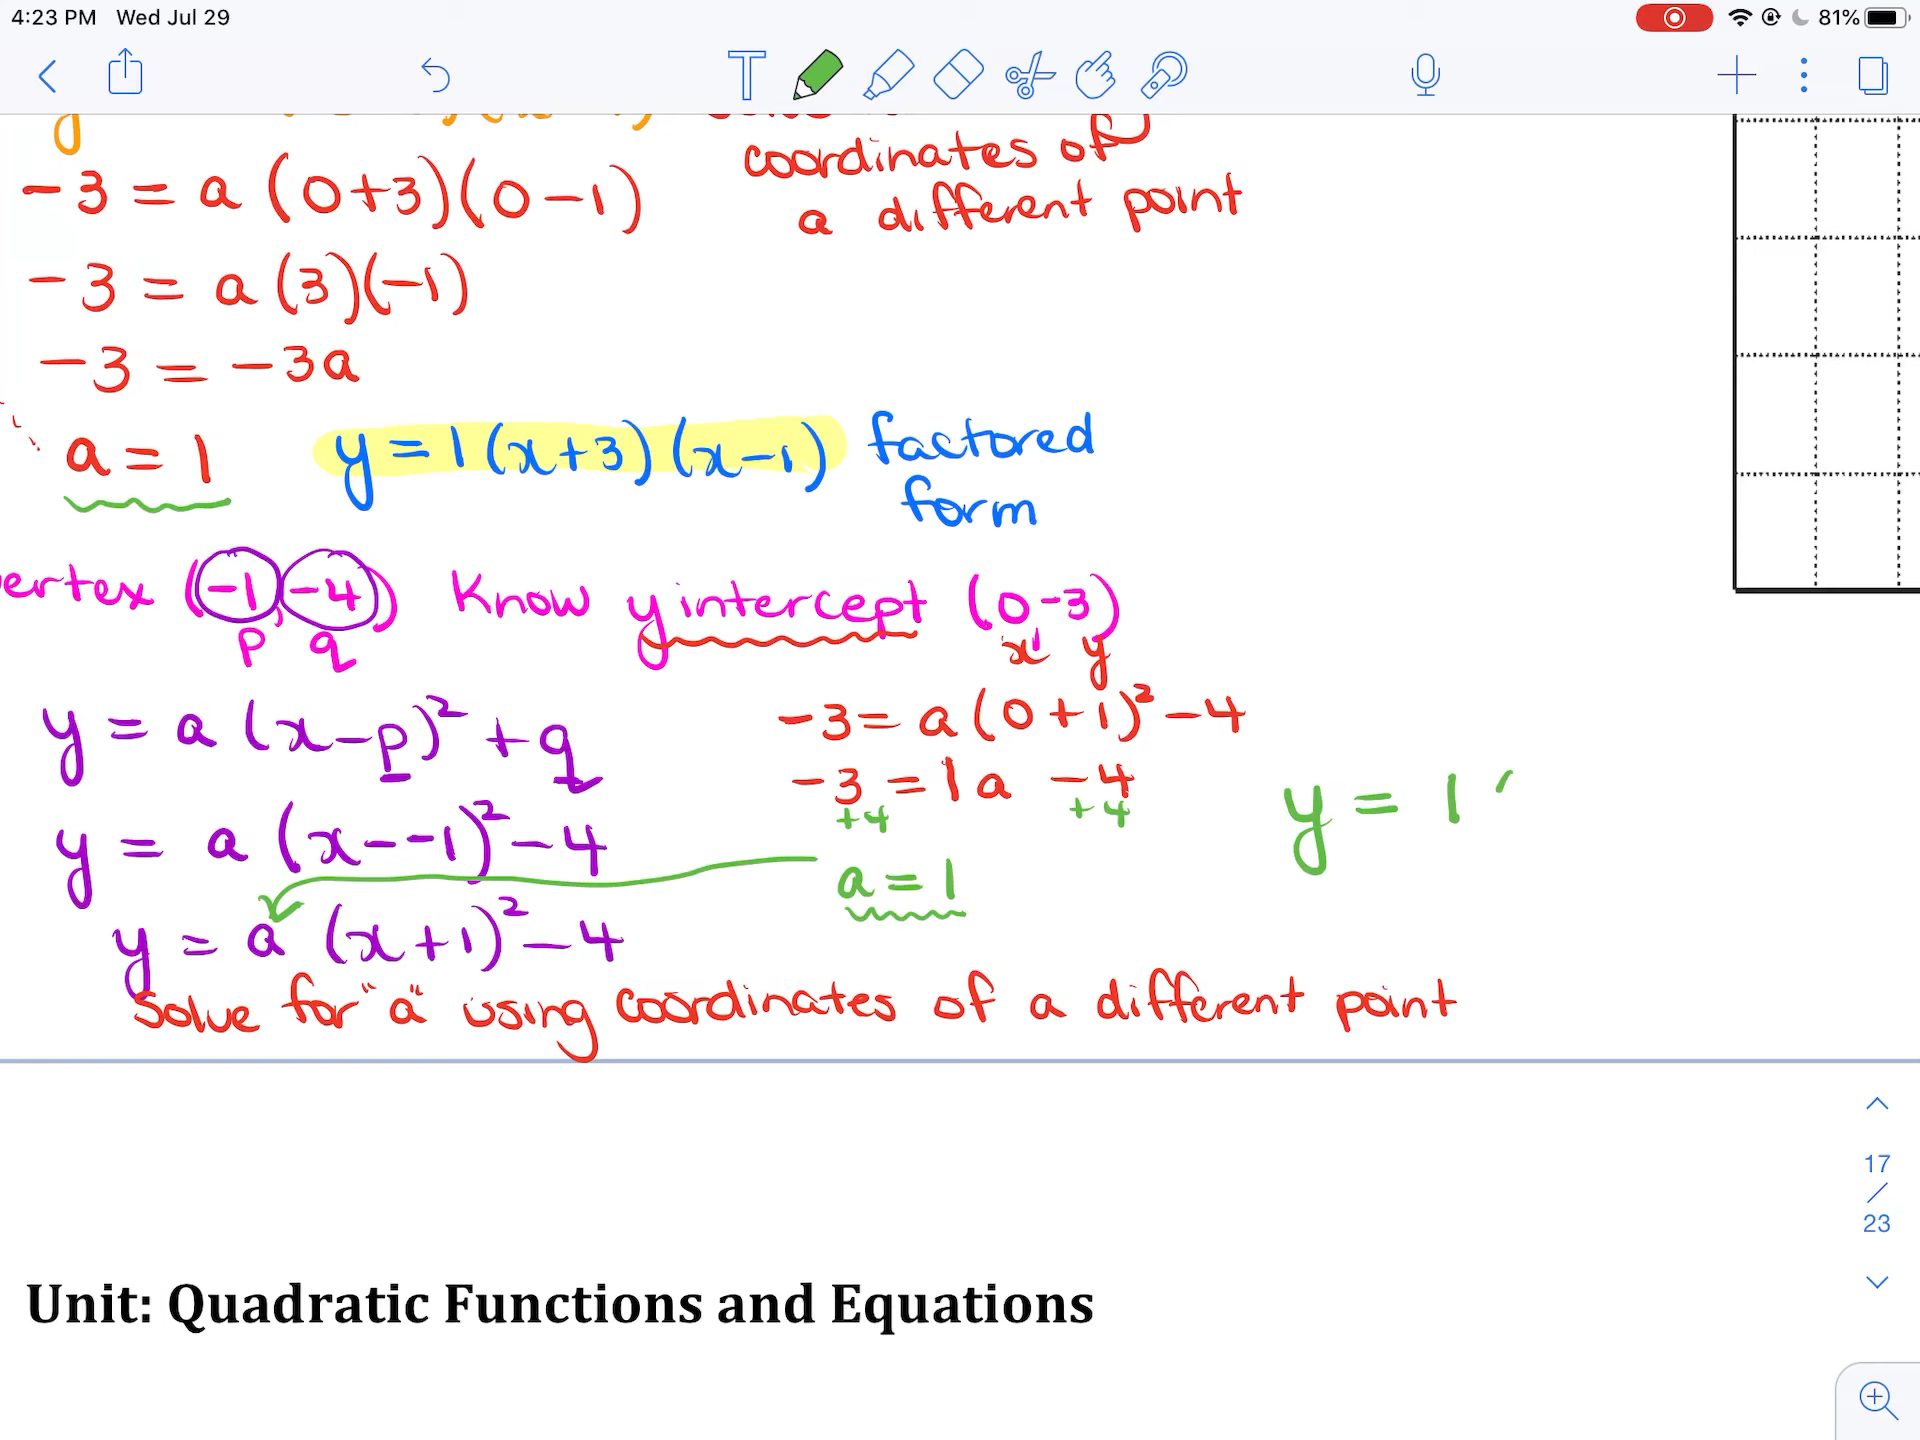 4:23 PM Wed Jul 29
81%
T
coordinates of
-3 = a (0+3)(0-1)
a different point
-3 = a (3)(-1)
-3 = -3a
a = 1 y = 1(x+3)(x-1) factored
form
ertex (-1, -4) Know y intercept (0,-3)
p q
x y
y = a (x-p)² + q
-3 = a (0+1)² -4
-3 = 1a -4
+4 +4
y = 1
y = a (x--1)² -4
a = 1
y = a (x+1)² -4
Solve for "a" using coordinates of a different point
17
/
23
Unit: Quadratic Functions and Equations